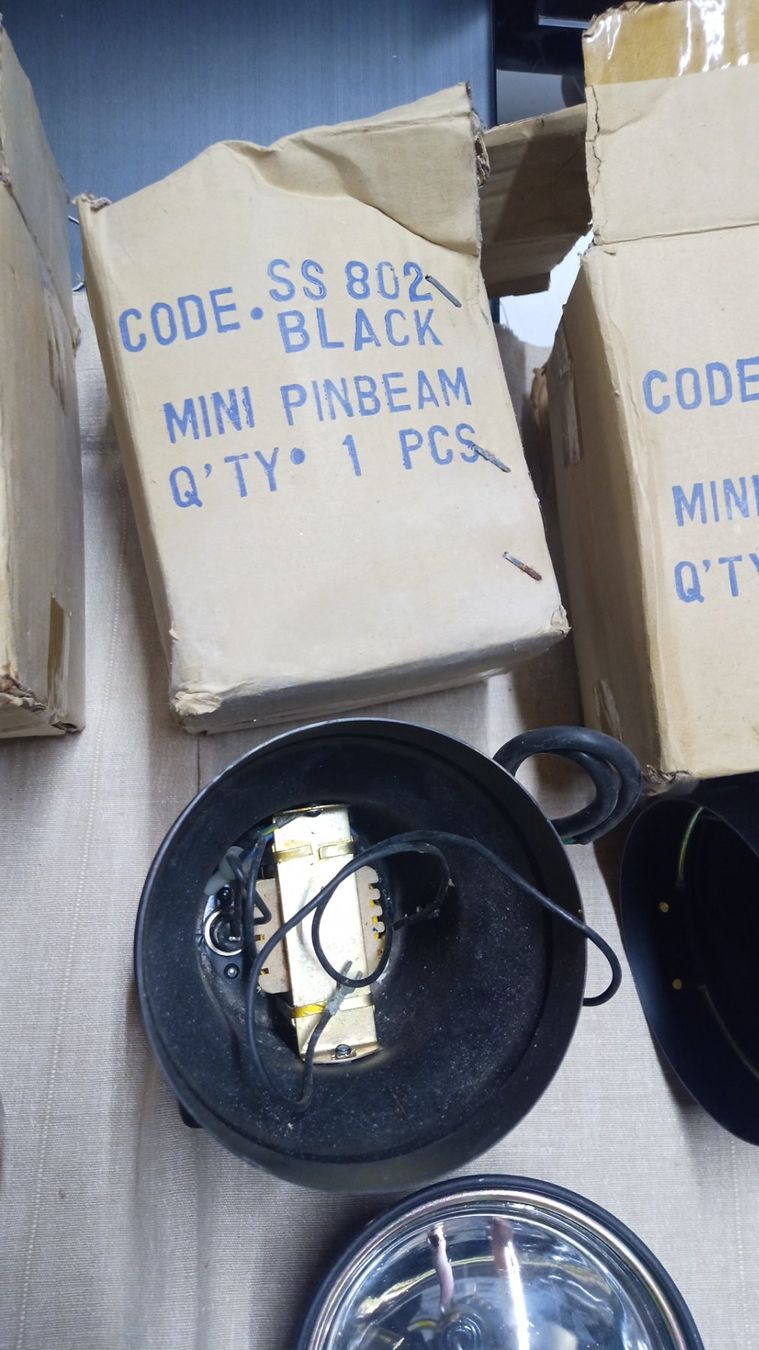 CODE. SS 802
BLACK
MINI PINBEAM
Q'TY• 1 PCS
CODE
MINI
Q'TY